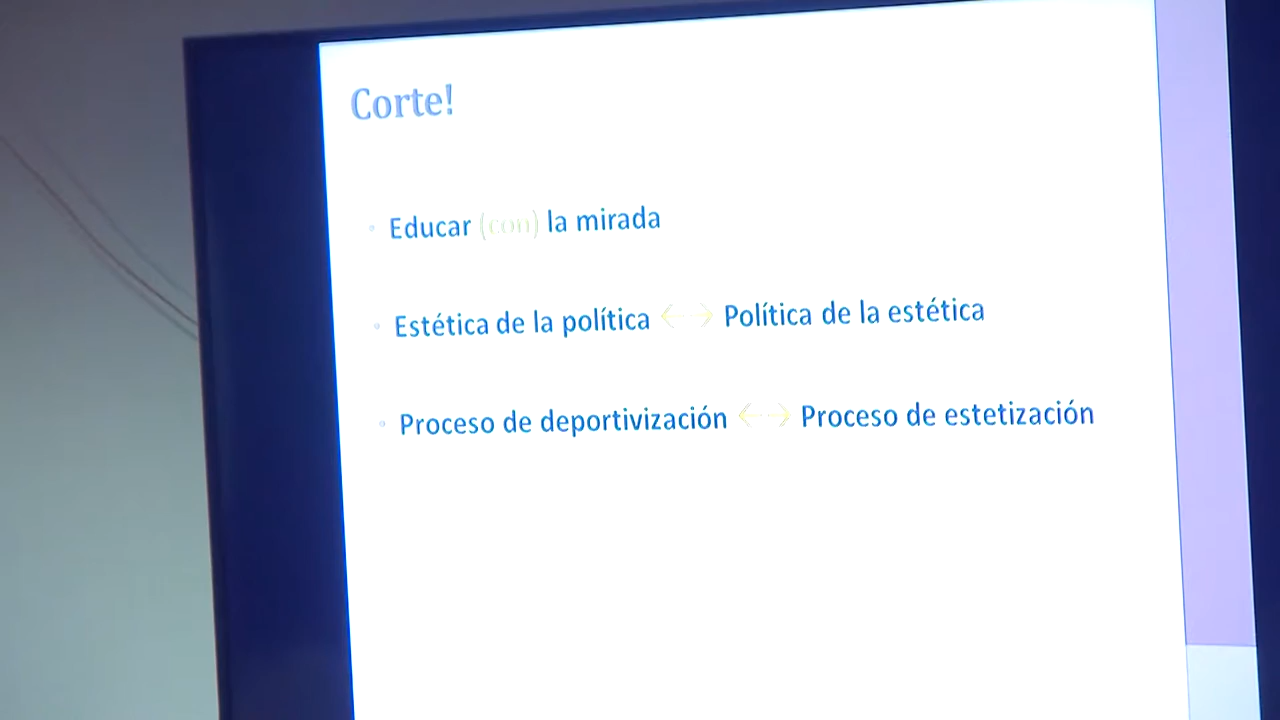 Corte!
Educar (con) la mirada
Estética de la política <--> Política de la estética
Proceso de deportivización <--> Proceso de estetización